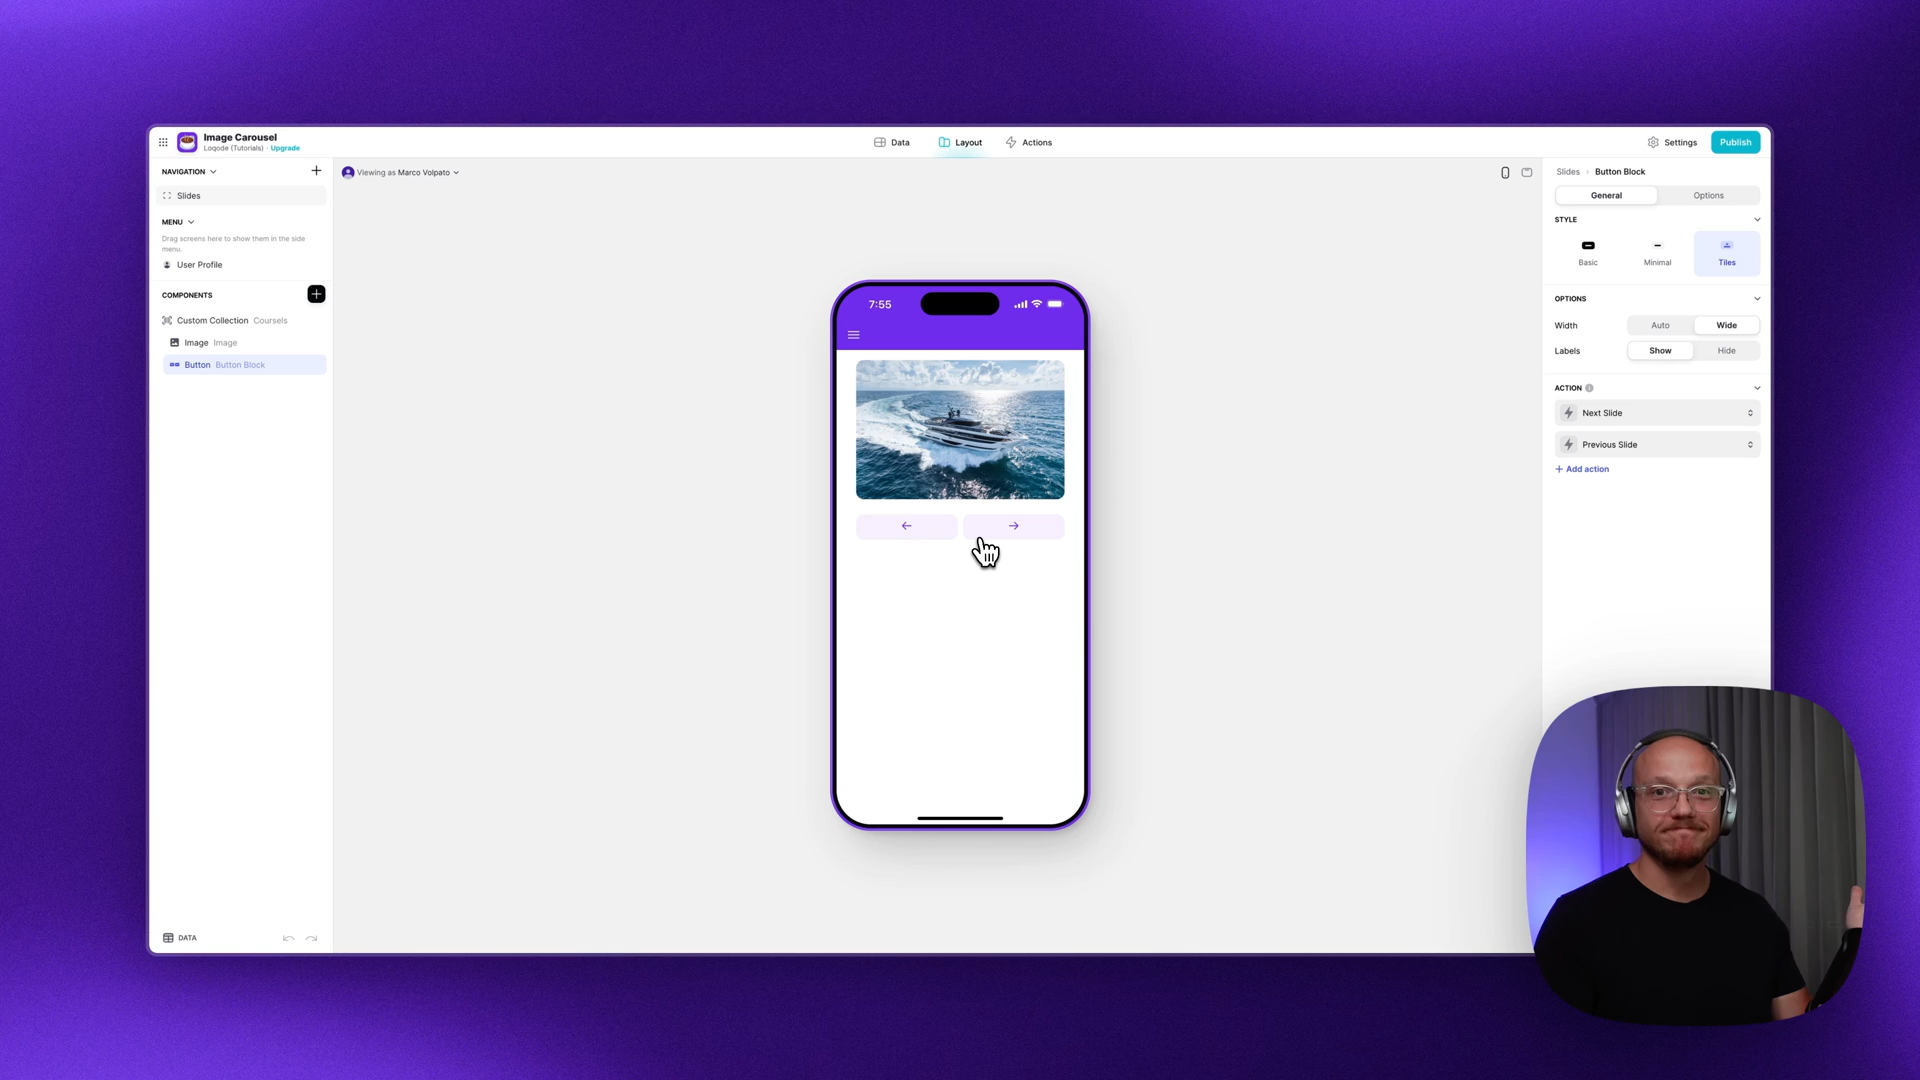 Image Carousel
Loqode (Tutorials) · Upgrade
Data
Layout
Actions
Settings
Publish
NAVIGATION
Slides
MENU
Drag screens here to show them in the side
menu.
User Profile
COMPONENTS
Custom Collection Coursels
Image Image
Button Button Block
DATA
Viewing as Marco Volpato
7:55
Slides › Button Block
General
Options
STYLE
Basic
Minimal
Tiles
OPTIONS
Width
Auto
Wide
Labels
Show
Hide
ACTION
Next Slide
Previous Slide
+ Add action